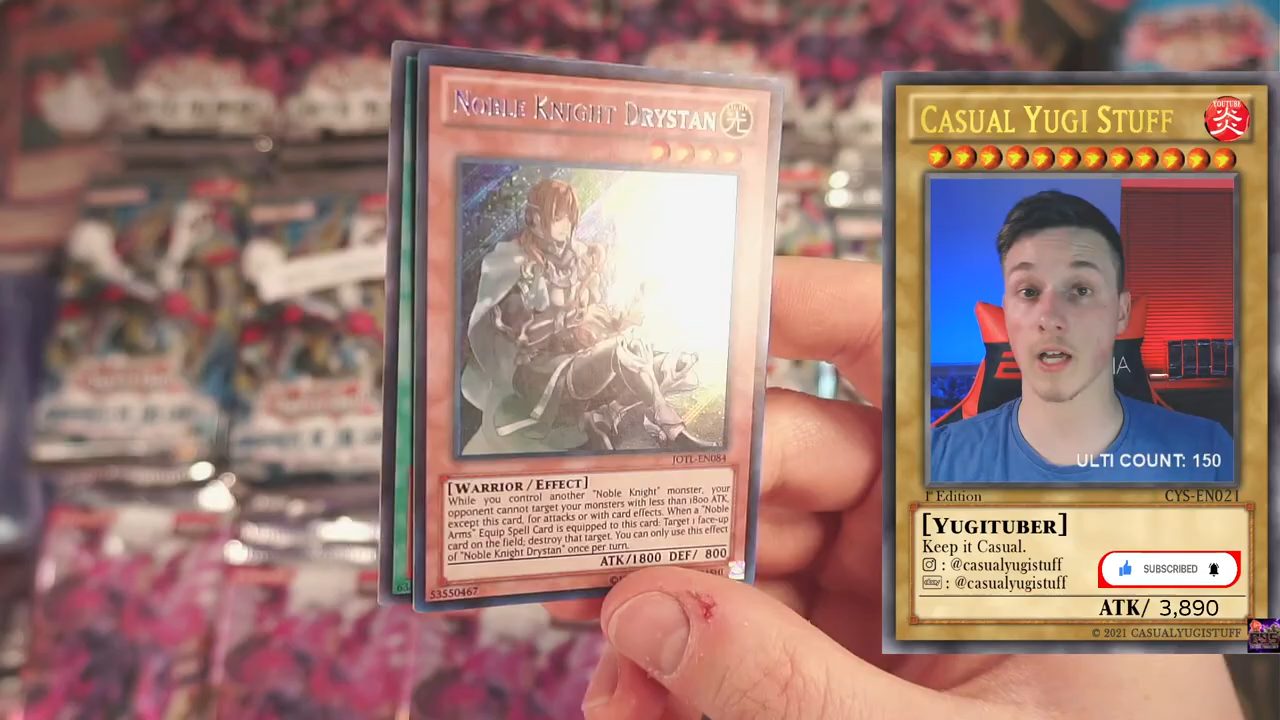 NOBLE KNIGHT DRYSTAN
光
JOTL-EN084
[WARRIOR/EFFECT]
While you control another "Noble Knight" monster, your
opponent cannot target your monsters with less than 1800 ATK,
except this card, for attacks or with card effects. When a "Noble
Arms" Equip Spell Card is equipped to this card: Target 1 face-up
card on the field; destroy that target. You can only use this effect
of "Noble Knight Drystan" once per turn.
ATK/1800 DEF/ 800
53550467
CASUAL YUGI STUFF
YOUTUBE
炎
ULTI COUNT: 150
1st Edition
CYS-EN021
[YUGITUBER]
Keep it Casual.
: @casualyugistuff
ebay : @casualyugistuff
SUBSCRIBED
ATK/ 3,890
© 2021 CASUALYUGISTUFF